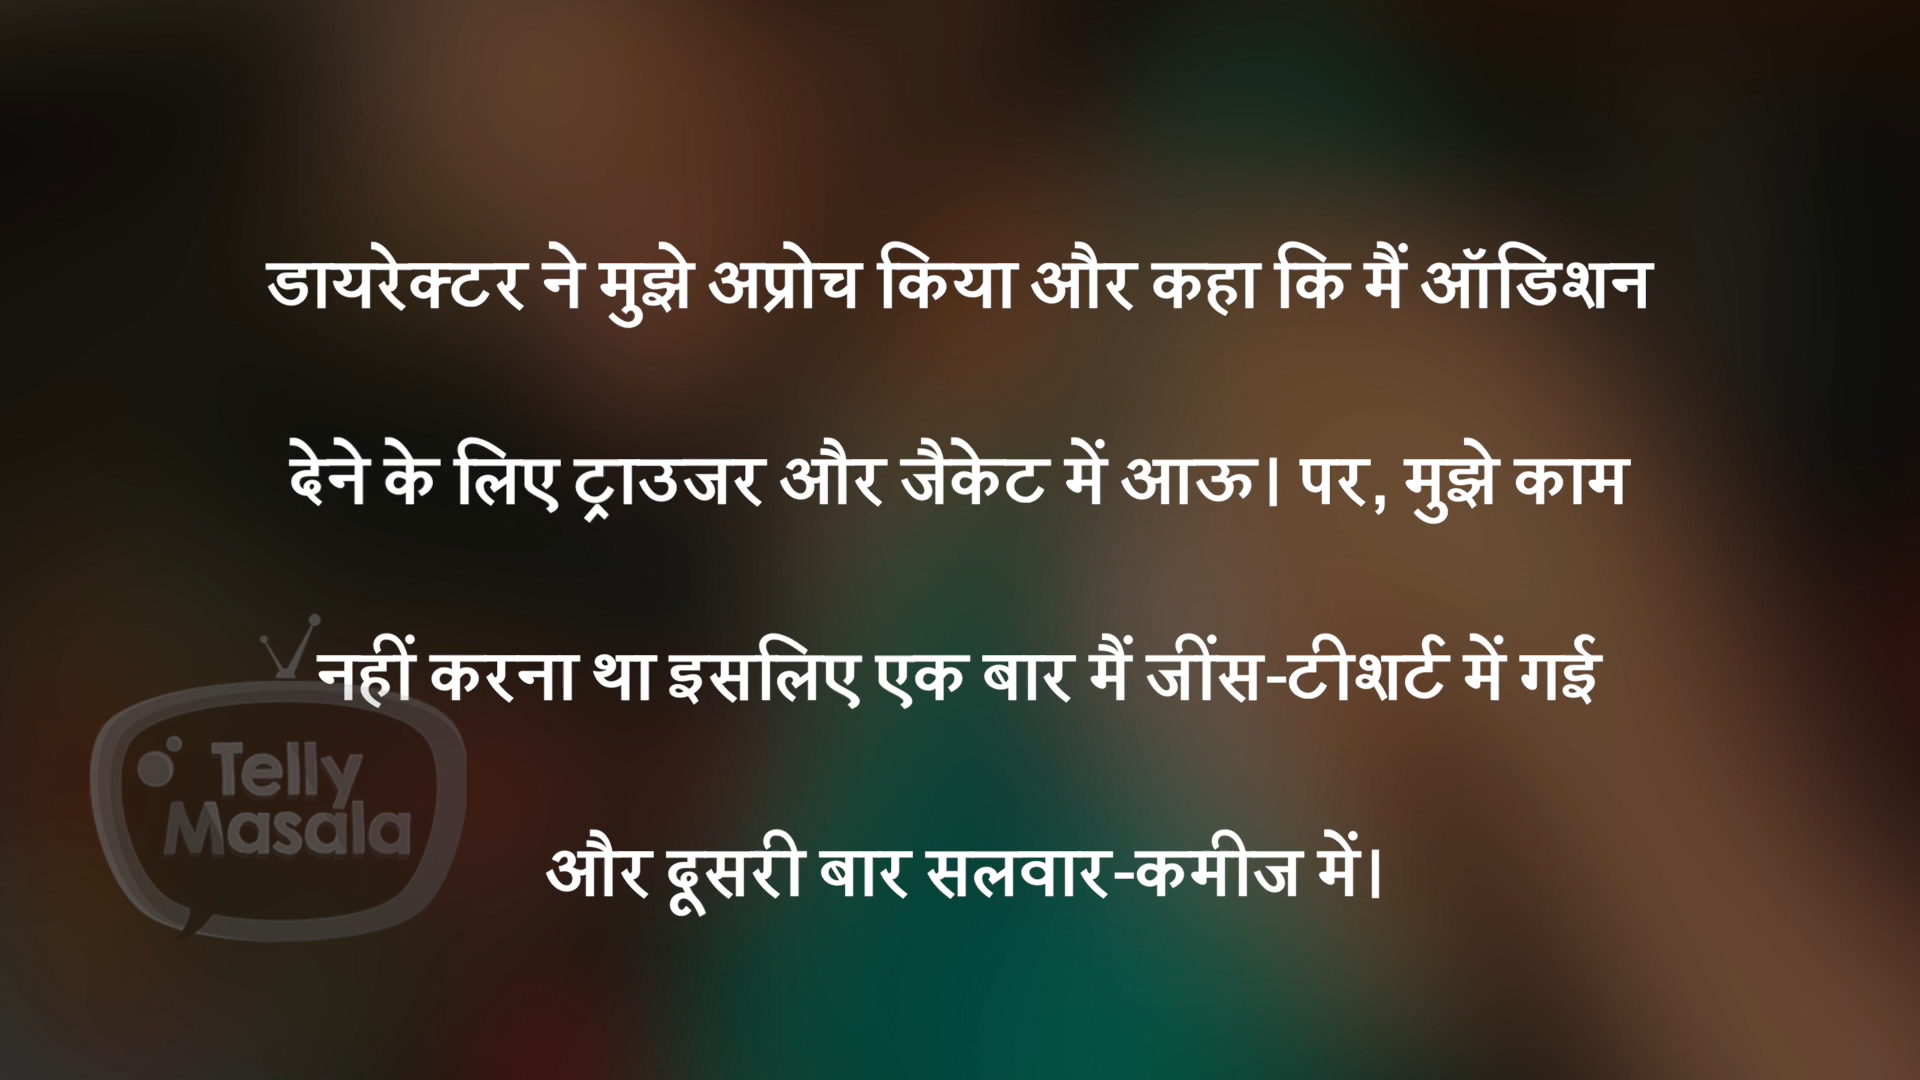 डायरेक्टर ने मुझे अप्रोच किया और कहा कि मैं ऑडिशन
देने के लिए ट्राउजर और जैकेट में आऊ। पर, मुझे काम
नहीं करना था इसलिए एक बार मैं जींस-टीशर्ट में गई
और दूसरी बार सलवार-कमीज में।
Telly
Masala